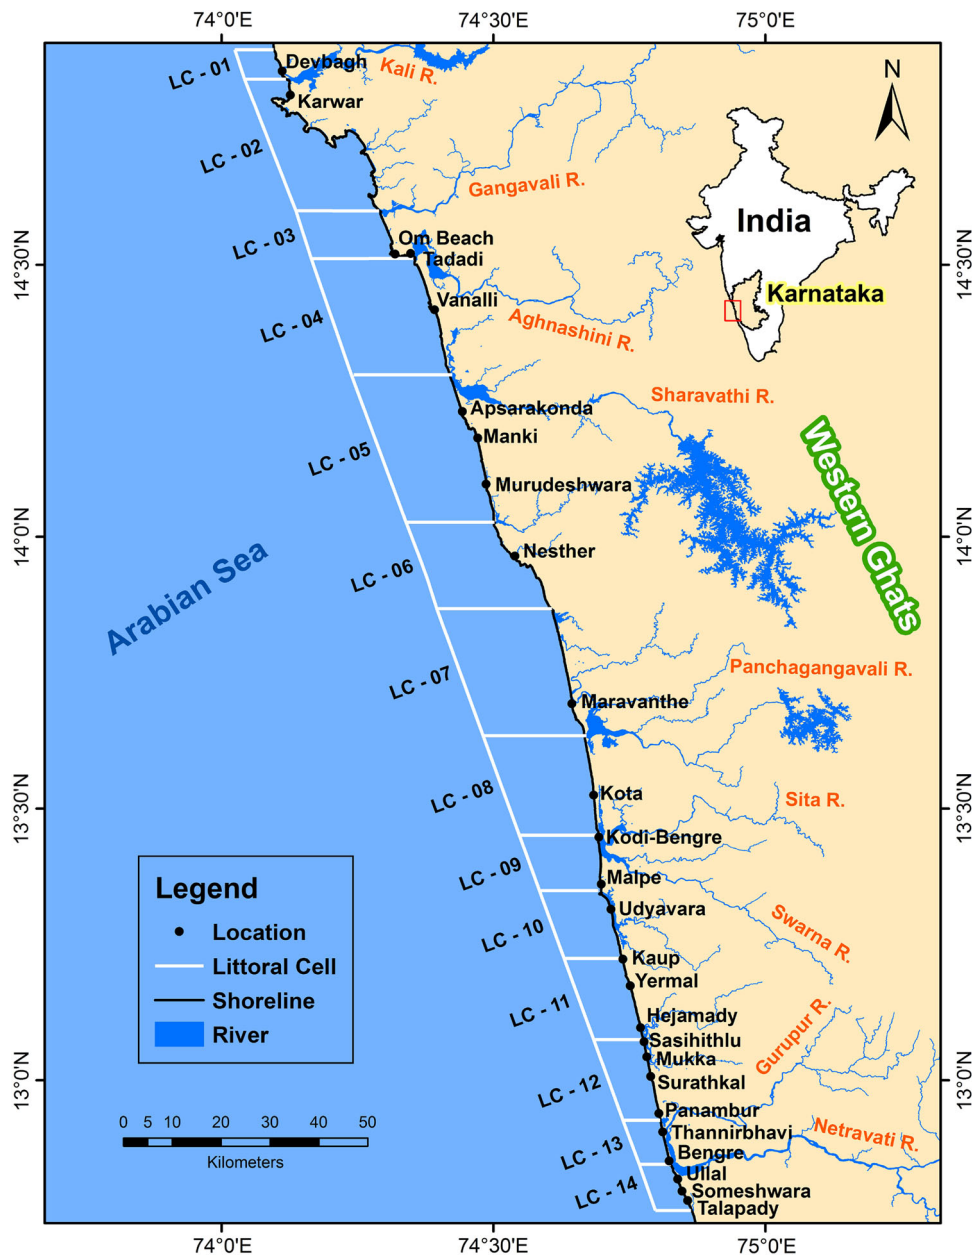 74°0'E 74°30'E 75°0'E
LC - 01
Devbagh
Kali R.
N
Karwar
LC - 02
Gangavali R.
India
LC - 03
Om Beach
Tadadi
14°30'N
14°30'N
Karnataka
Vanalli
LC - 04
Aghnashini R.
Sharavathi R.
Apsarakonda
Manki
LC - 05
Murudeshwara
Western Ghats
14°0'N
14°0'N
Nesther
LC - 06
Arabian Sea
Panchagangavali R.
LC - 07
Maravanthe
LC - 08
Kota
Sita R.
13°30'N
13°30'N
Kodi-Bengre
LC - 09
Malpe
Udyavara
Swarna R.
LC - 10
Kaup
Yermal
LC - 11
Hejamady
Sasihithlu
Mukka
Gurupur R.
Surathkal
LC - 12
13°0'N
13°0'N
Panambur
Thannirbhavi
Netravati R.
LC - 13
Bengre
Ullal
LC - 14
Someshwara
Talapady
Legend
Location
Littoral Cell
Shoreline
River
0 5 10 20 30 40 50
Kilometers
74°0'E 74°30'E 75°0'E